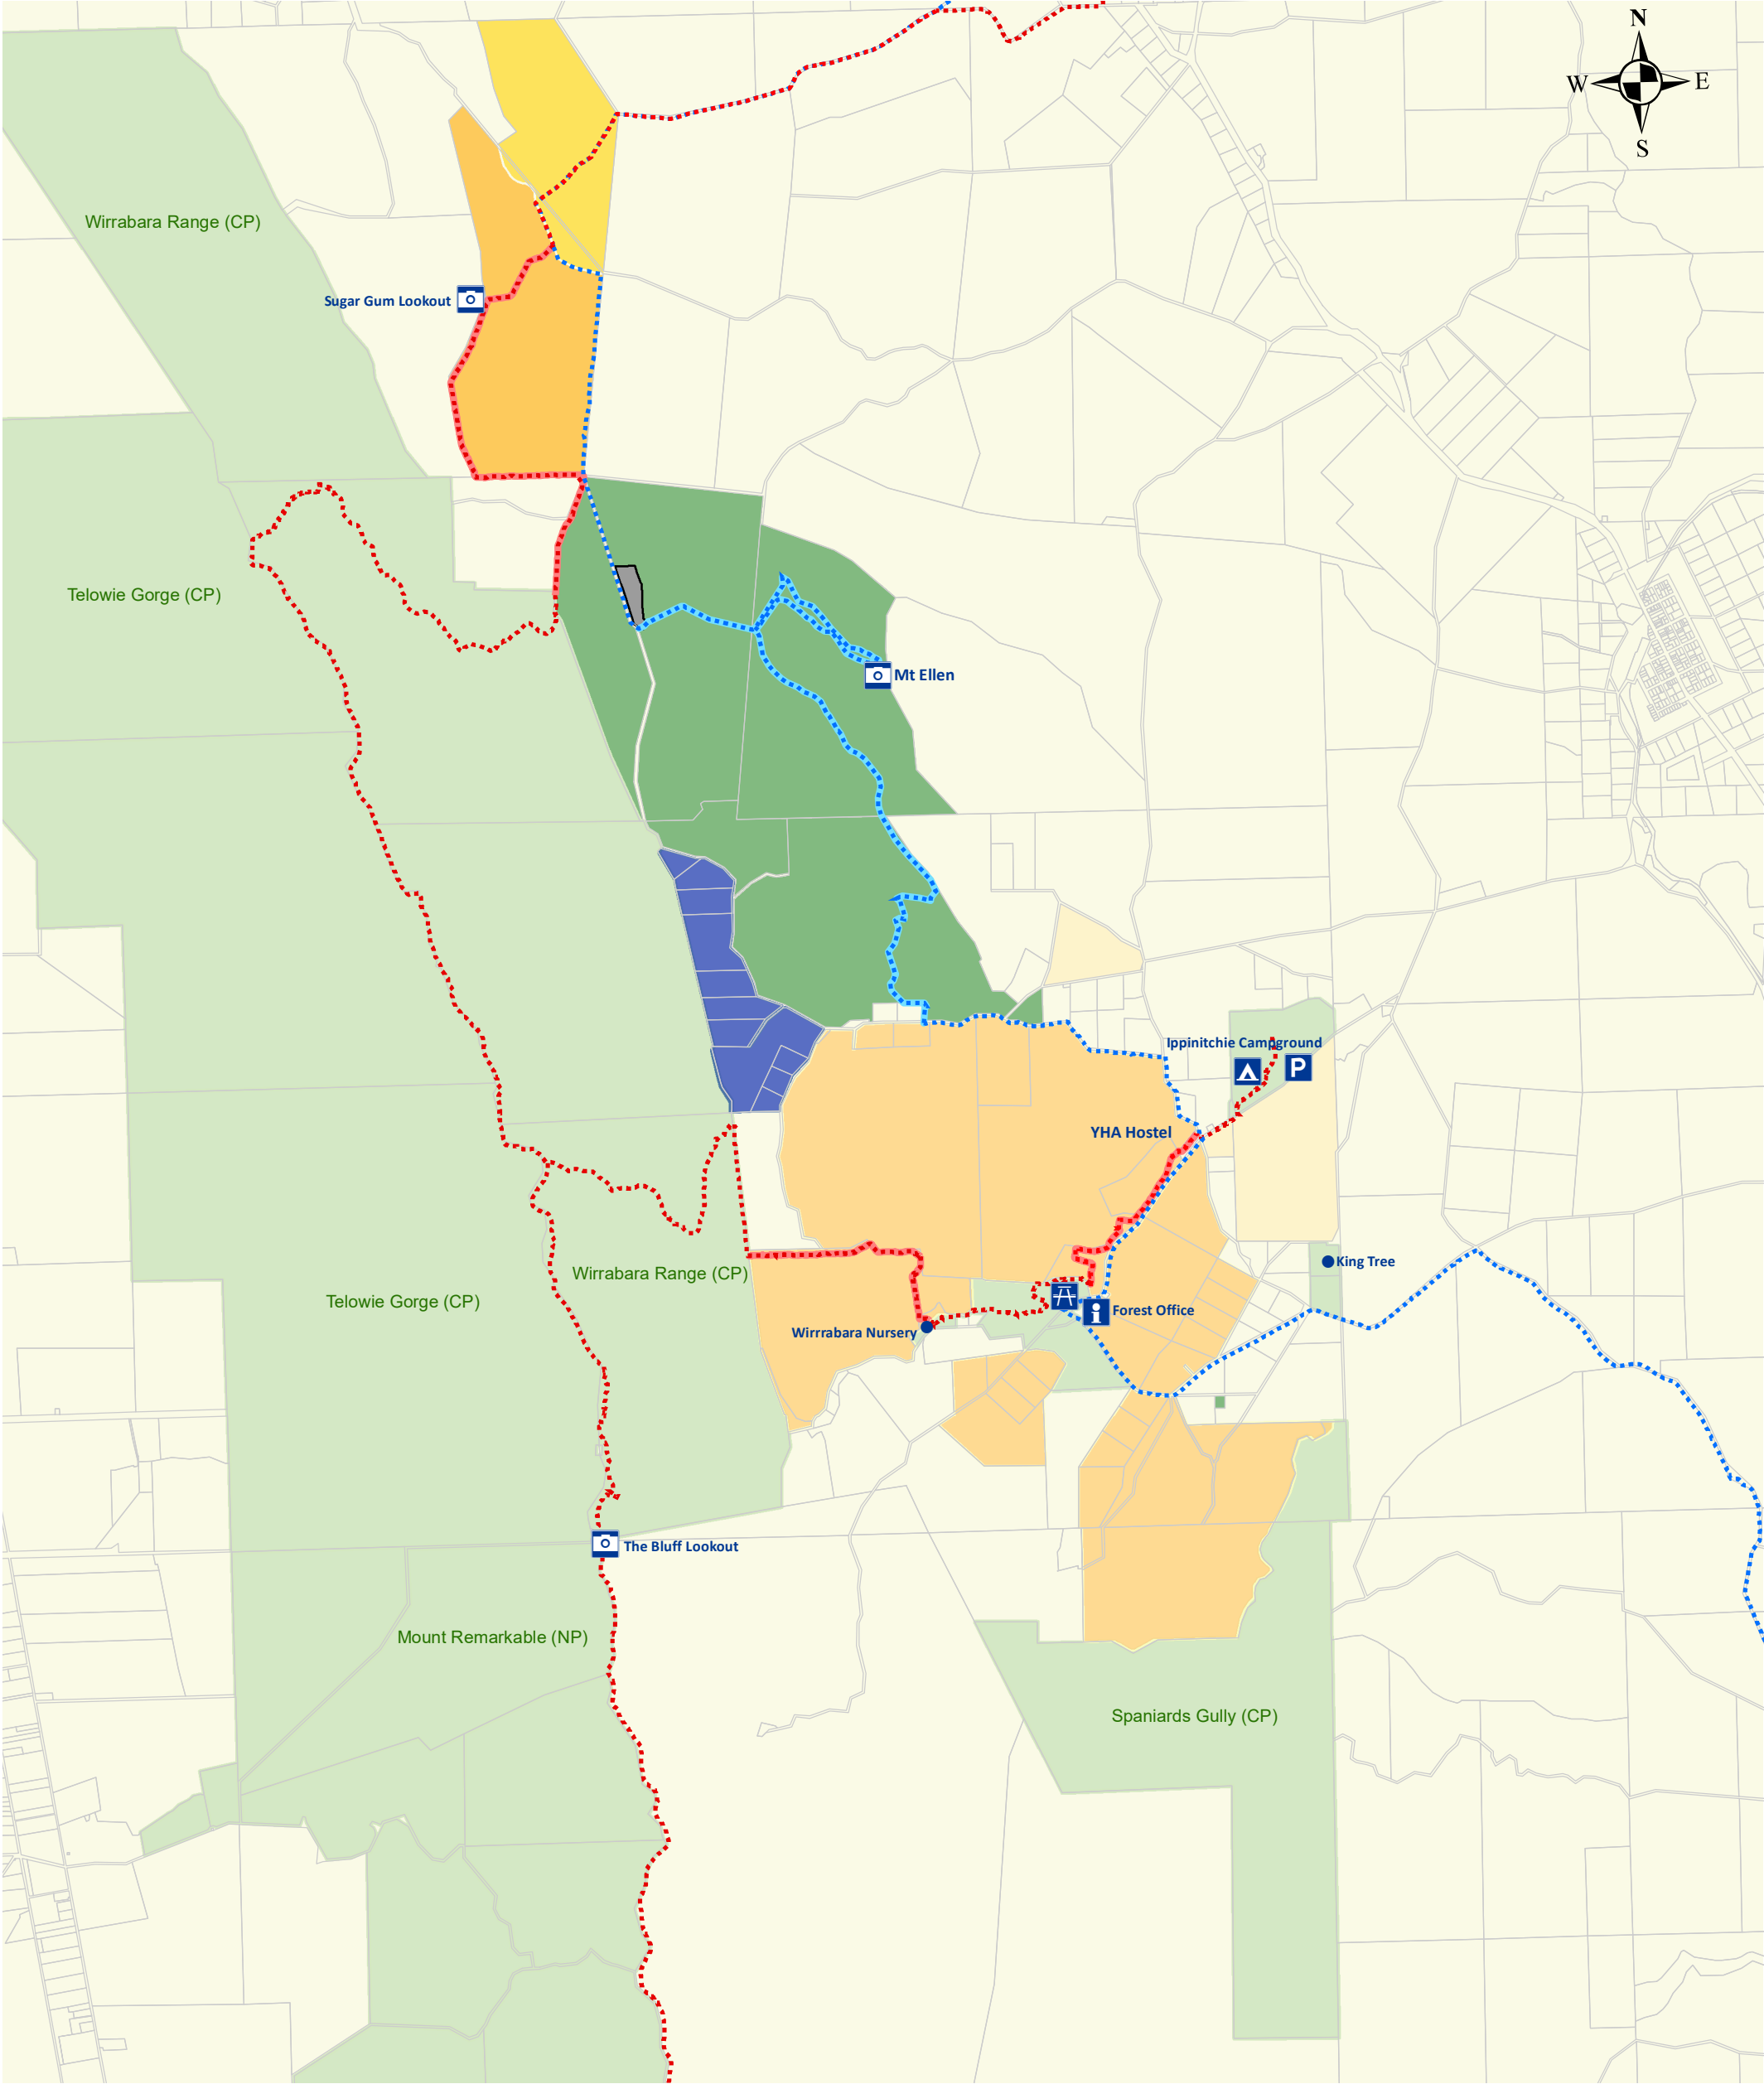 N
W
E
S
Wirrabara Range (CP)
Sugar Gum Lookout
Telowie Gorge (CP)
Mt Ellen
Ippinitchie Campground
P
YHA Hostel
King Tree
Wirrabara Range (CP)
Telowie Gorge (CP)
i
Forest Office
Wirrrabara Nursery
The Bluff Lookout
Mount Remarkable (NP)
Spaniards Gully (CP)